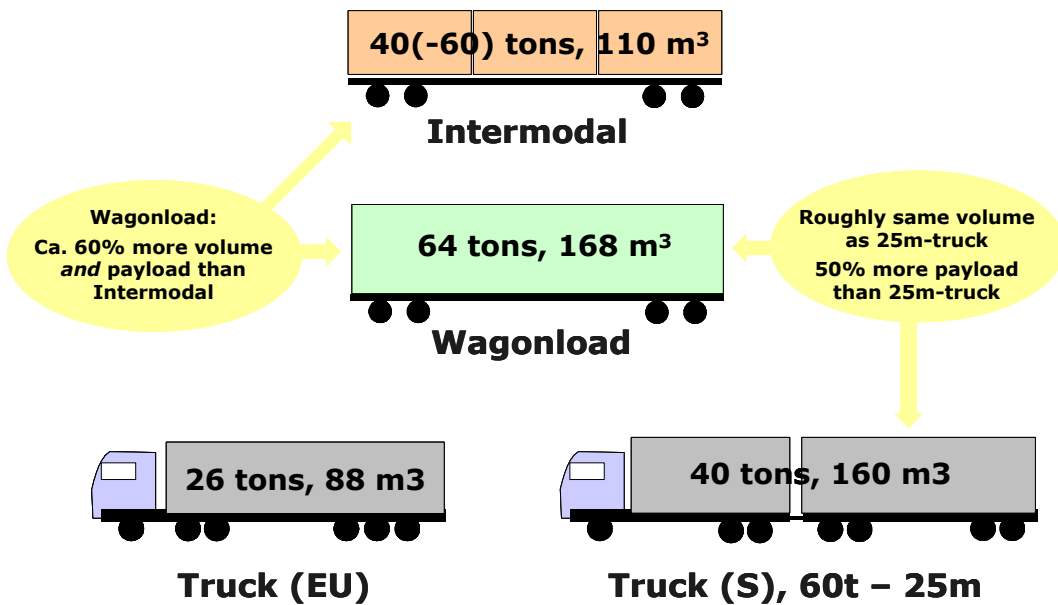 40(-60) tons, 110 m³
Intermodal
Wagonload:
Ca. 60% more volume
and payload than
Intermodal
64 tons, 168 m³
Roughly same volume
as 25m-truck
50% more payload
than 25m-truck
Wagonload
26 tons, 88 m3
40 tons, 160 m3
Truck (EU)
Truck (S), 60t – 25m